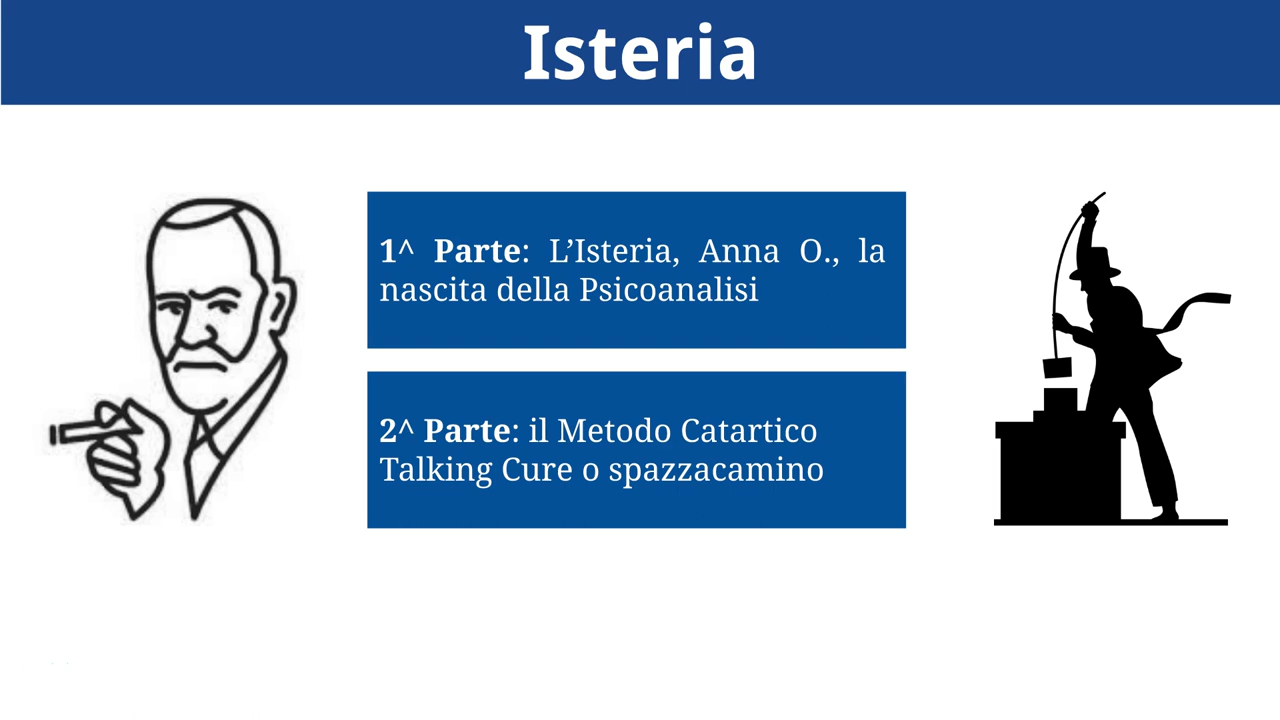 Isteria
1^ Parte: L’Isteria, Anna O., la
nascita della Psicoanalisi
2^ Parte: il Metodo Catartico
Talking Cure o spazzacamino